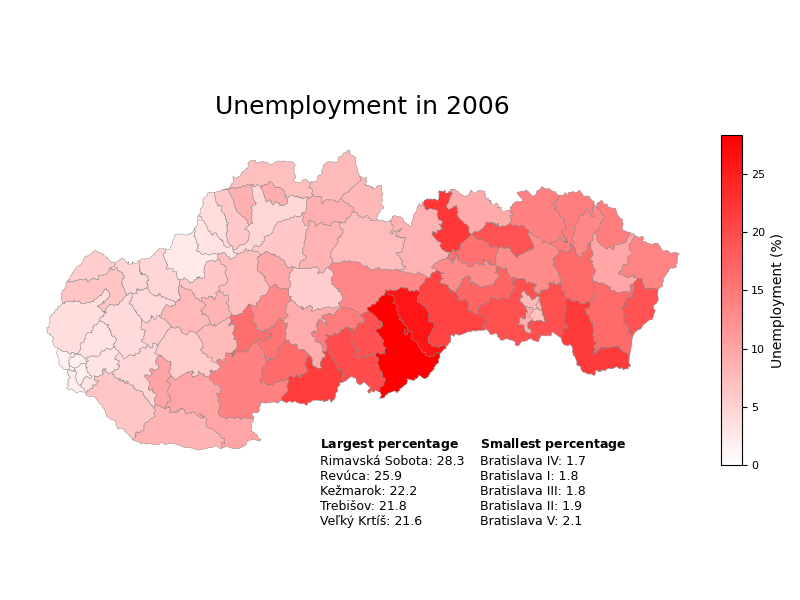 Unemployment in 2006
25
20
15
10
5
0
Unemployment (%)
Largest percentage
Rimavská Sobota: 28.3
Revúca: 25.9
Kežmarok: 22.2
Trebišov: 21.8
Veľký Krtíš: 21.6
Smallest percentage
Bratislava IV: 1.7
Bratislava I: 1.8
Bratislava III: 1.8
Bratislava II: 1.9
Bratislava V: 2.1